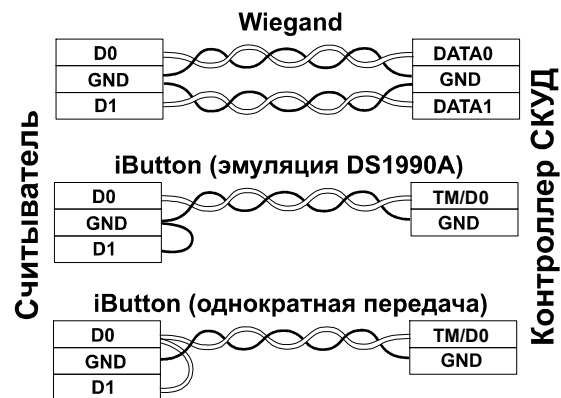 Wiegand
D0 DATA0
GND GND
D1 DATA1
Считыватель
Контроллер СКУД
iButton (эмуляция DS1990A)
D0 TM/D0
GND GND
D1
iButton (однократная передача)
D0 TM/D0
GND GND
D1